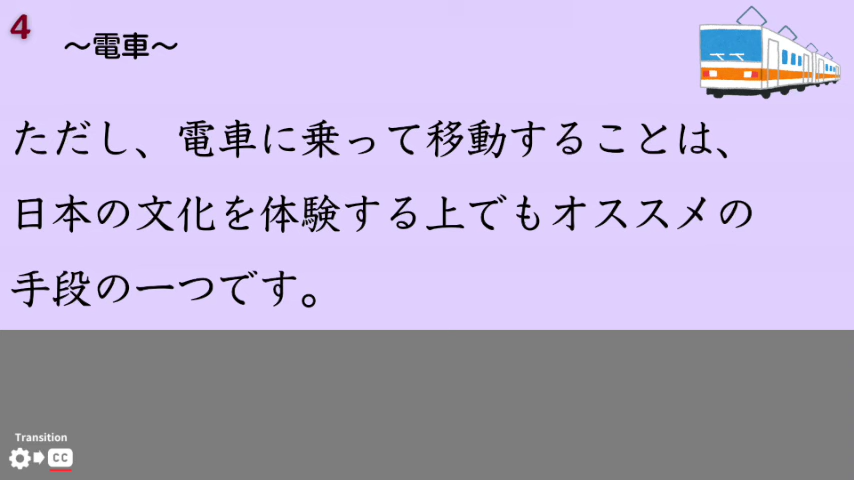 4
～電車～
ただし、電車に乗って移動することは、
日本の文化を体験する上でもオススメの
手段の一つです。
Transition
CC